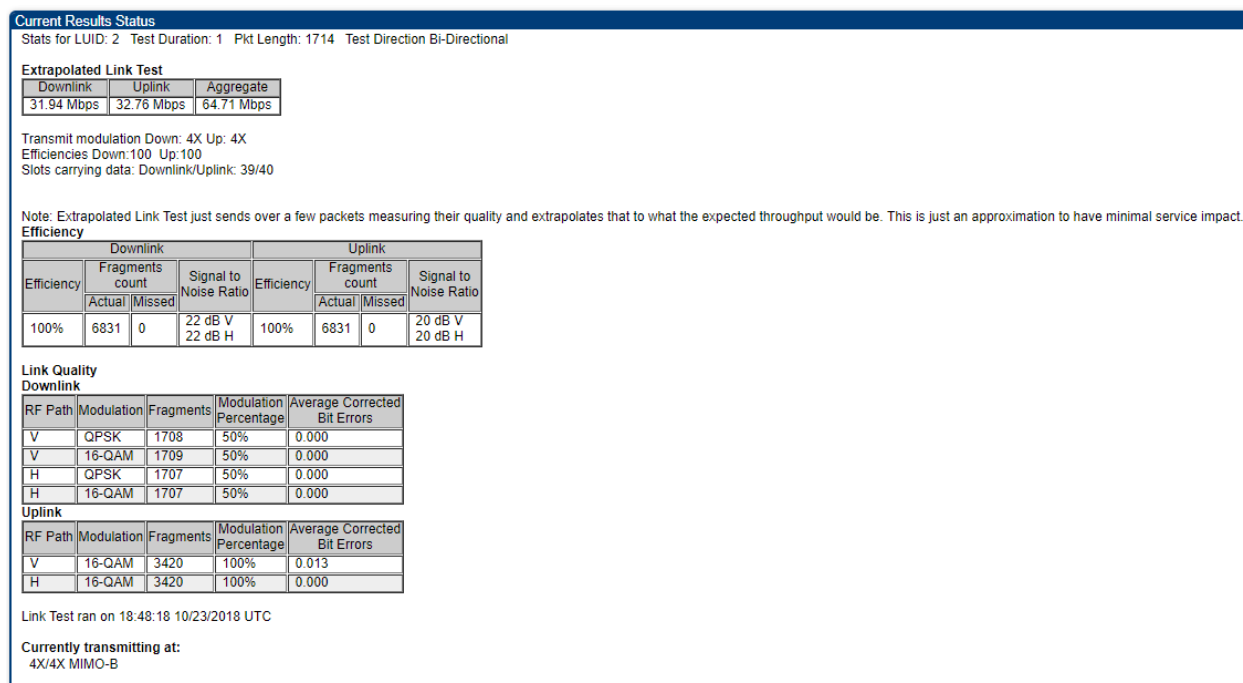 Current Results Status
Stats for LUID: 2 Test Duration: 1 Pkt Length: 1714 Test Direction Bi-Directional
Extrapolated Link Test
Downlink Uplink Aggregate
31.94 Mbps 32.76 Mbps 64.71 Mbps
Transmit modulation Down: 4X Up: 4X
Efficiencies Down:100 Up:100
Slots carrying data: Downlink/Uplink: 39/40
Note: Extrapolated Link Test just sends over a few packets measuring their quality and extrapolates that to what the expected throughput would be. This is just an approximation to have minimal service impact.
Efficiency
Downlink Uplink
Efficiency Fragments count Signal to Noise Ratio Efficiency Fragments count Signal to Noise Ratio
Actual Missed Actual Missed
100% 6831 0 22 dB V 22 dB H 100% 6831 0 20 dB V 20 dB H
Link Quality
Downlink
RF Path Modulation Fragments Modulation Percentage Average Corrected Bit Errors
V QPSK 1708 50% 0.000
V 16-QAM 1709 50% 0.000
H QPSK 1707 50% 0.000
H 16-QAM 1707 50% 0.000
Uplink
RF Path Modulation Fragments Modulation Percentage Average Corrected Bit Errors
V 16-QAM 3420 100% 0.013
H 16-QAM 3420 100% 0.000
Link Test ran on 18:48:18 10/23/2018 UTC
Currently transmitting at:
4X/4X MIMO-B